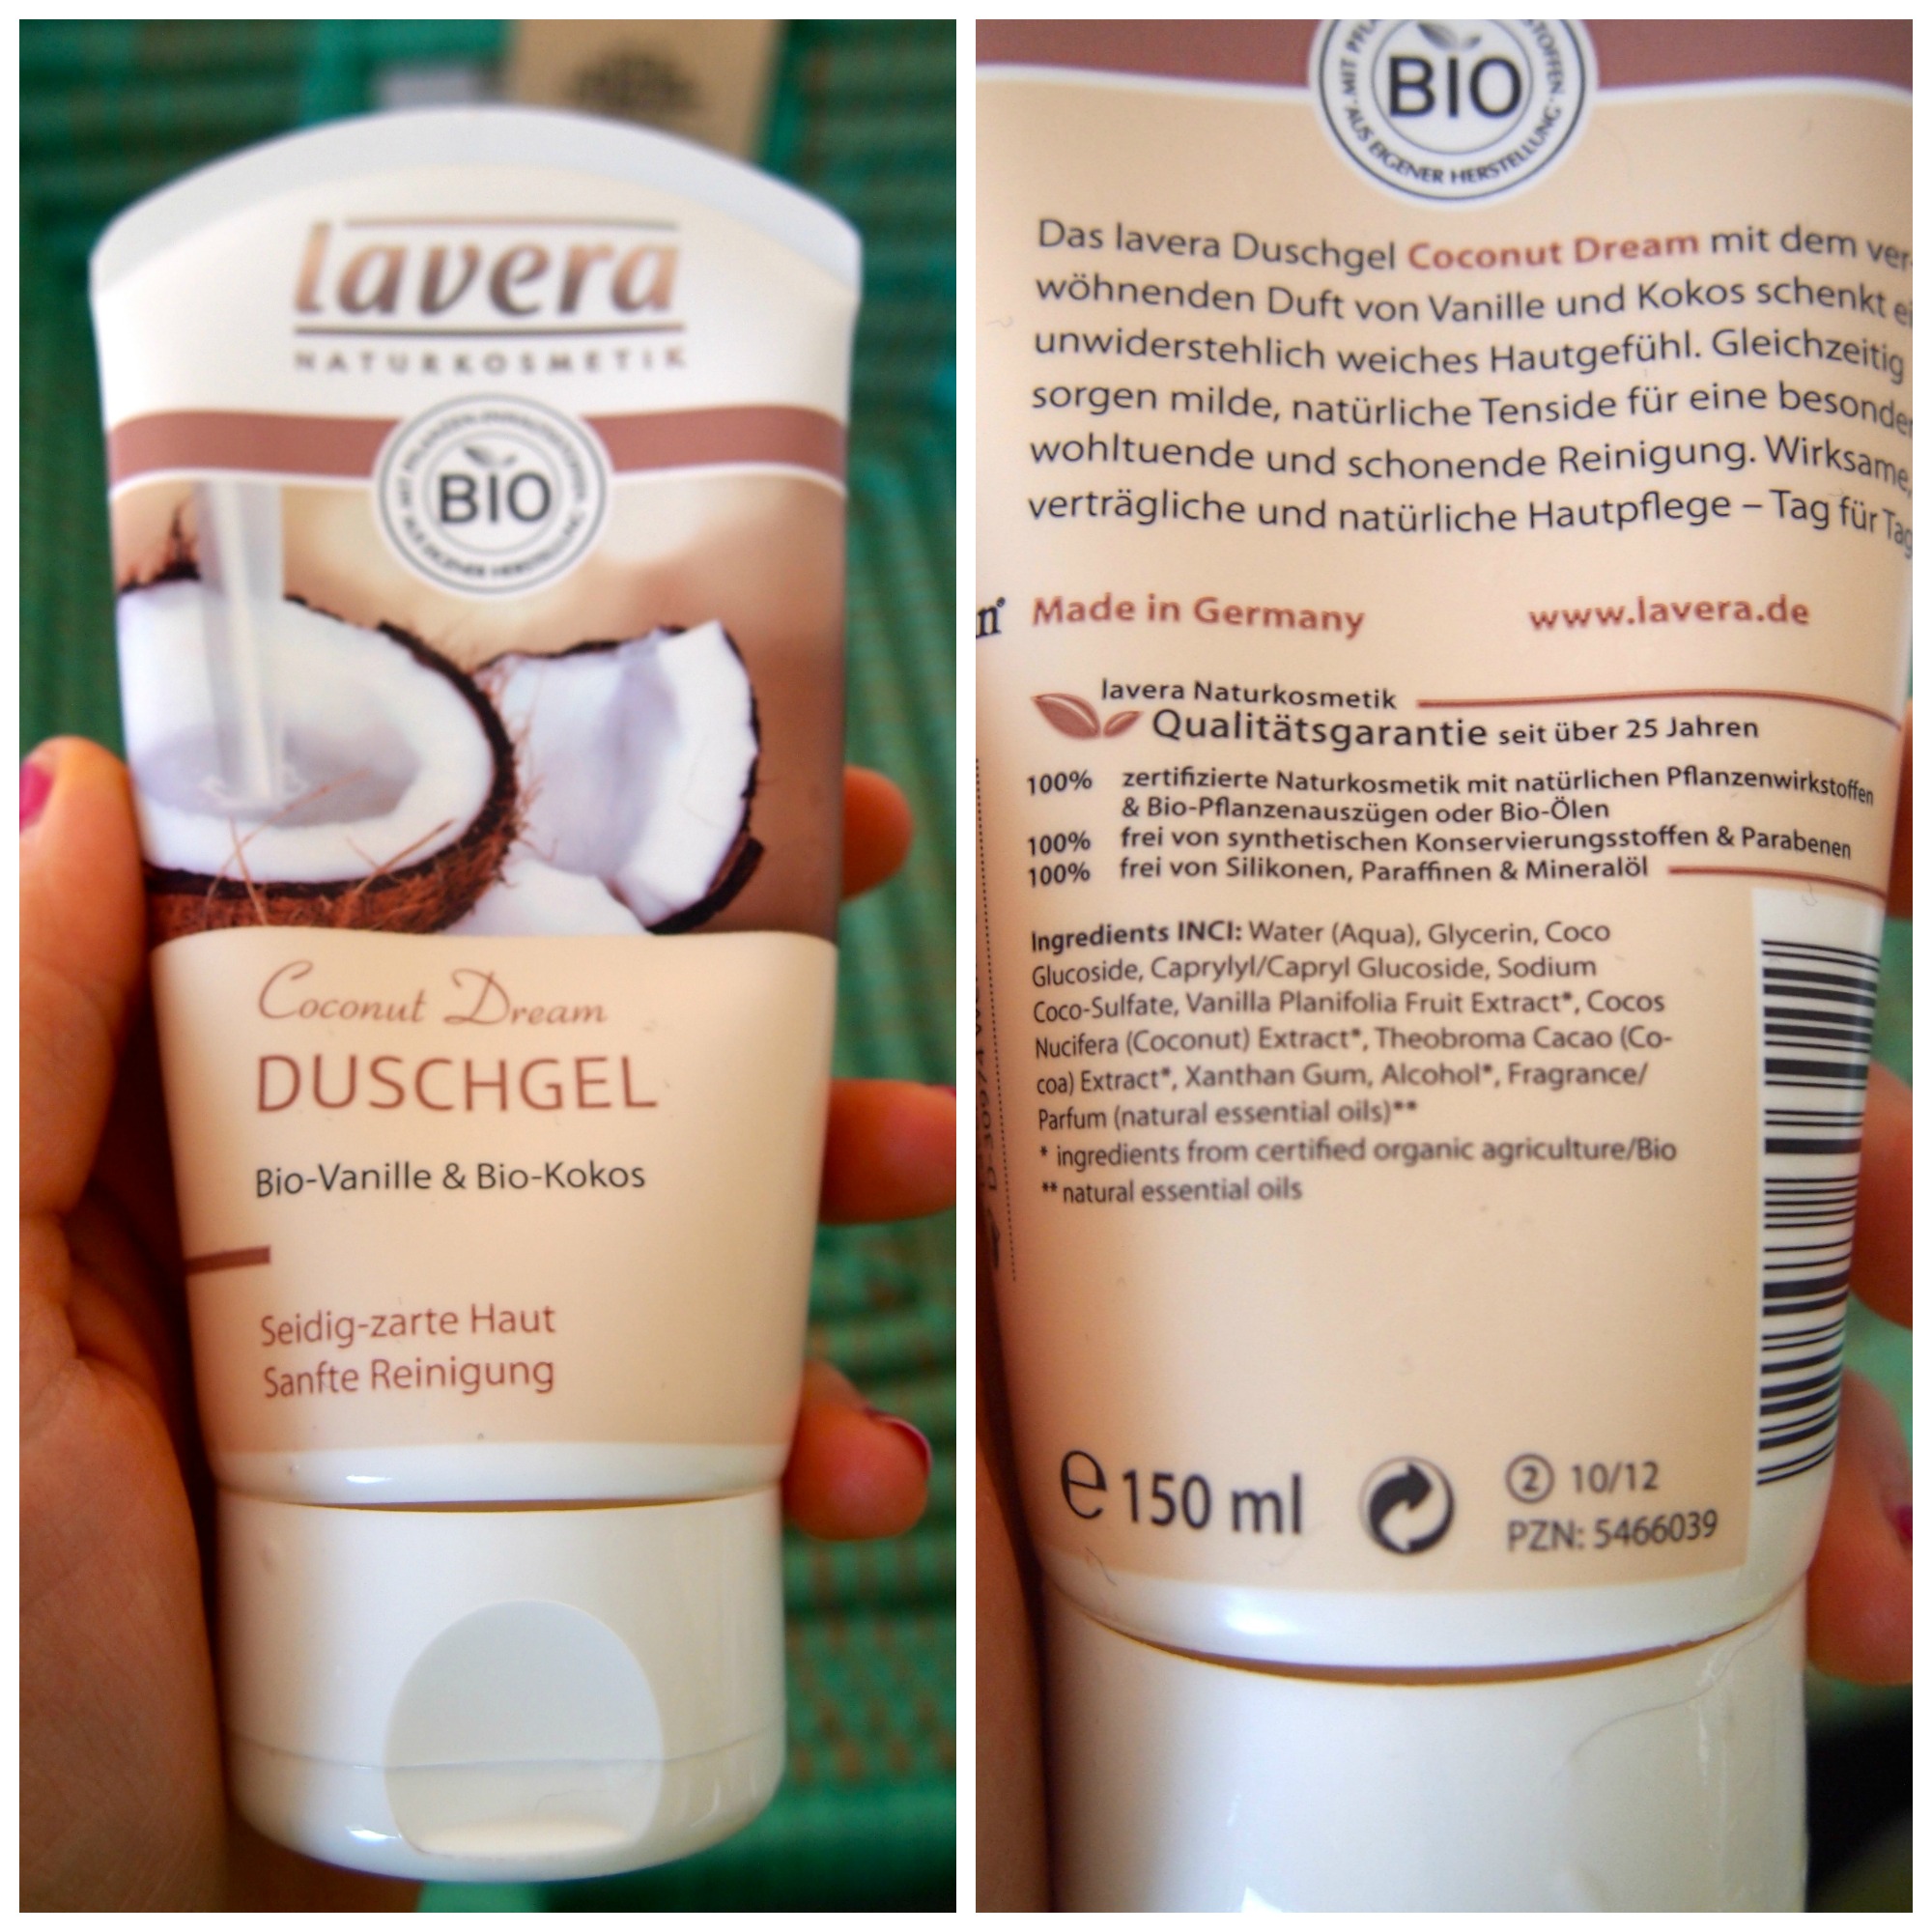 lavera
NATURKOSMETIK
BIO
AUS EIGENER HERSTELLUNG
Coconut Dream
DUSCHGEL
Bio-Vanille & Bio-Kokos
Seidig-zarte Haut
Sanfte Reinigung
BIO
MIT
AUS EIGENER HERSTELLUNG
Das lavera Duschgel Coconut Dream mit dem ver-
wöhnenden Duft von Vanille und Kokos schenkt
unwiderstehlich weiches Hautgefühl. Gleichzeitig
sorgen milde, natürliche Tenside für eine
wohltuende und schonende Reinigung. Wirksame,
verträgliche und natürliche Hautpflege – Tag für Tag
Made in Germany www.lavera.de
lavera Naturkosmetik
Qualitätsgarantie seit über 25 Jahren
100% zertifizierte Naturkosmetik mit natürlichen Pflanzenwirkstoffen
& Bio-Pflanzenauszügen oder Bio-Ölen
100% frei von synthetischen Konservierungsstoffen & Parabenen
100% frei von Silikonen, Paraffinen & Mineralöl
Ingredients INCI: Water (Aqua), Glycerin, Coco
Glucoside, Caprylyl/Capryl Glucoside, Sodium
Coco-Sulfate, Vanilla Planifolia Fruit Extract*, Cocos
Nucifera (Coconut) Extract*, Theobroma Cacao (Co-
coa) Extract*, Xanthan Gum, Alcohol*, Fragrance/
Parfum (natural essential oils)**
* ingredients from certified organic agriculture/Bio
** natural essential oils
e 150 ml
2 10/12
PZN: 5466039